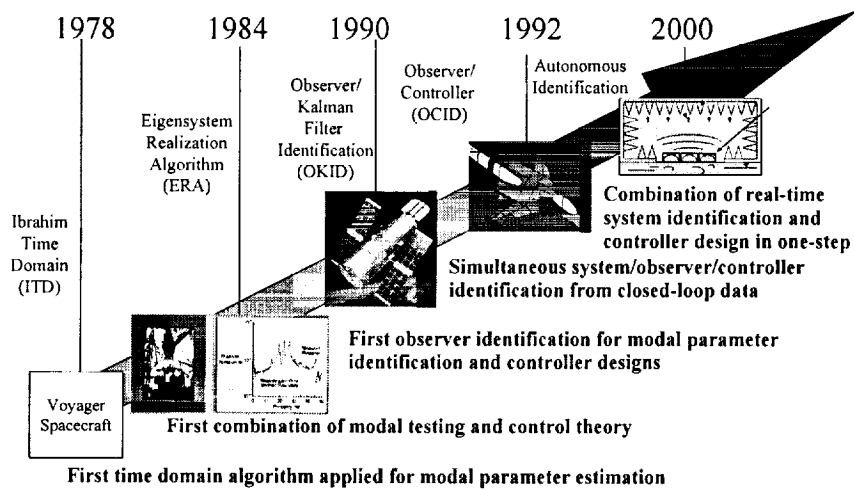 1978
1984
1990
1992
2000
Ibrahim
Time
Domain
(ITD)
Eigensystem
Realization
Algorithm
(ERA)
Observer/
Kalman
Filter
Identification
(OKID)
Observer/
Controller
(OCID)
Autonomous
Identification
Combination of real-time
system identification and
controller design in one-step
Simultaneous system/observer/controller
identification from closed-loop data
First observer identification for modal parameter
identification and controller designs
Voyager
Spacecraft
First combination of modal testing and control theory
First time domain algorithm applied for modal parameter estimation